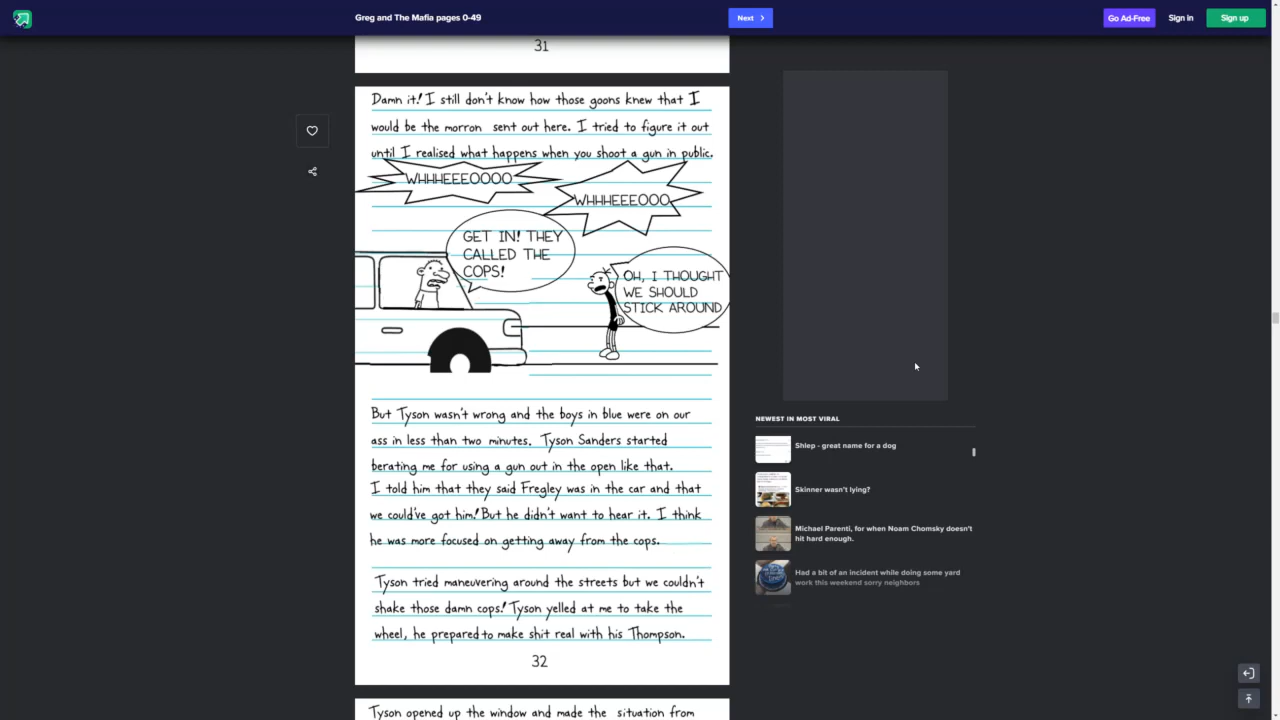 Greg and The Mafia pages 0-49
Next
Go Ad-Free
Sign in
Sign up
31
Damn it! I still don't know how those goons knew that I
would be the morron sent out here. I tried to figure it out
until I realised what happens when you shoot a gun in public.
WHHHEEEOOOO
WHHHEEEOOO
GET IN! THEY
CALLED THE
COPS!
OH, I THOUGHT
WE SHOULD
STICK AROUND
But Tyson wasn't wrong and the boys in blue were on our
ass in less than two minutes. Tyson Sanders started
berating me for using a gun out in the open like that.
I told him that they said Fregley was in the car and that
we could've got him! But he didn't want to hear it. I think
he was more focused on getting away from the cops.
Tyson tried maneuvering around the streets but we couldn't
shake those damn cops! Tyson yelled at me to take the
wheel, he prepared to make shit real with his Thompson.
32
Tyson opened up the window and made the situation from
NEWEST IN MOST VIRAL
Shlep - great name for a dog
Skinner wasn't lying?
Michael Parenti, for when Noam Chomsky doesn't
hit hard enough.
Had a bit of an incident while doing some yard
work this weekend sorry neighbors